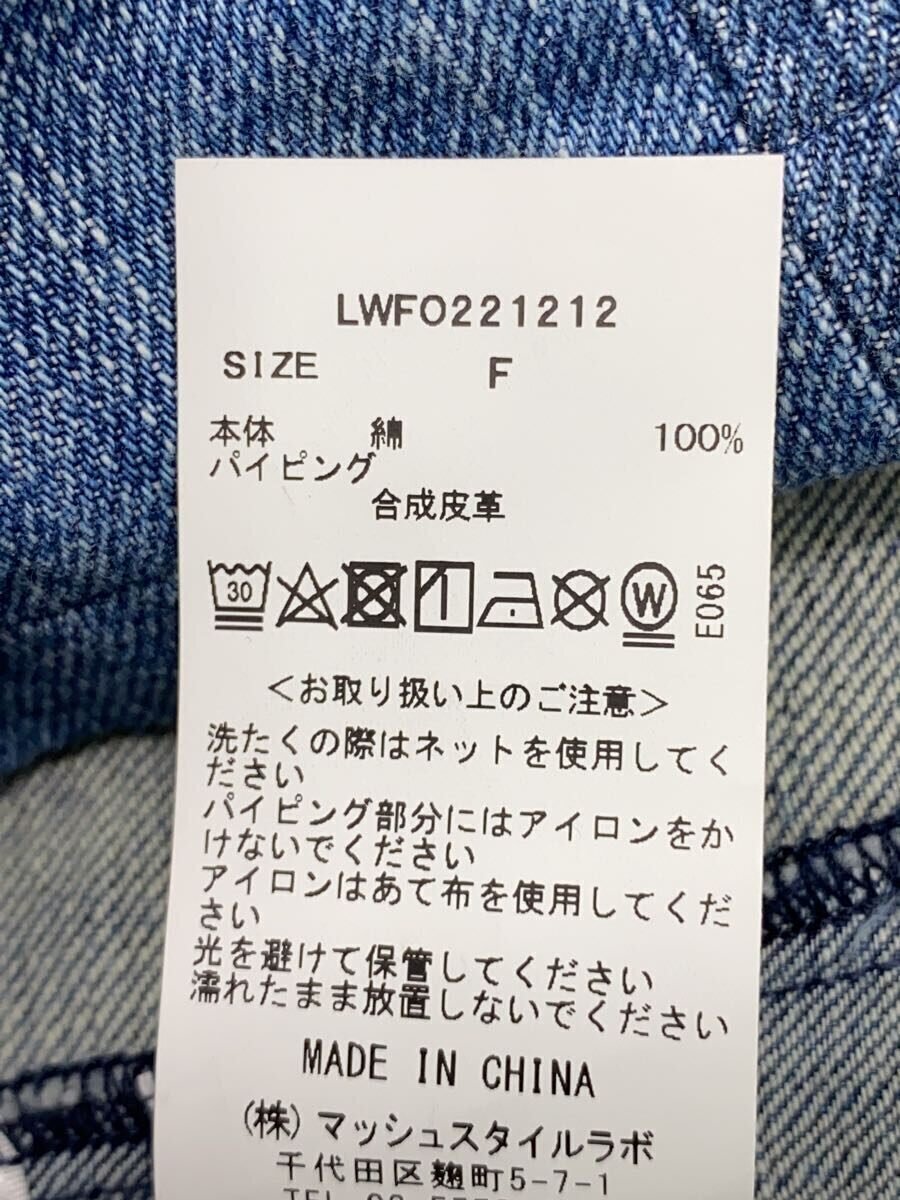 LWFO221212
SIZE F
本体 綿 100%
パイピング
合成皮革
30 W E065
<お取り扱い上のご注意>
洗たくの際はネットを使用してく
ださい
パイピング部分にはアイロンをか
けないでください
アイロンはあて布を使用してくだ
さい
光を避けて保管してください
濡れたまま放置しないでください
MADE IN CHINA
(株)マッシュスタイルラボ
千代田区麹町5-7-1
TEL